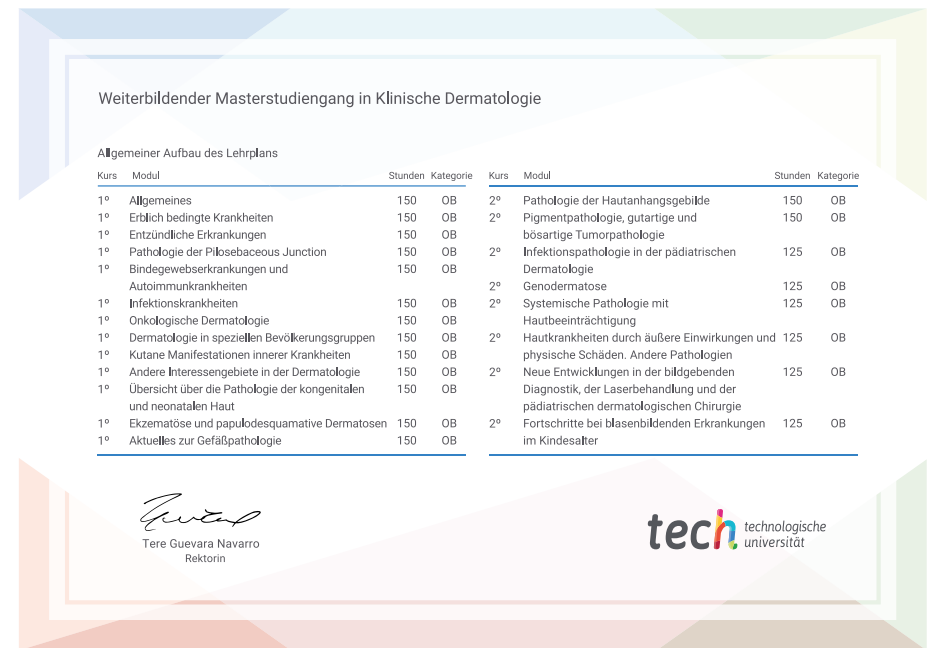 Weiterbildender Masterstudiengang in Klinische Dermatologie
Allgemeiner Aufbau des Lehrplans
Kurs Modul Stunden Kategorie
1º Allgemeines 150 OB
1º Erblich bedingte Krankheiten 150 OB
1º Entzündliche Erkrankungen 150 OB
1º Pathologie der Pilosebaceous Junction 150 OB
1º Bindegewebserkrankungen und 150 OB
Autoimmunkrankheiten
1º Infektionskrankheiten 150 OB
1º Onkologische Dermatologie 150 OB
1º Dermatologie in speziellen Bevölkerungsgruppen 150 OB
1º Kutane Manifestationen innerer Krankheiten 150 OB
1º Andere Interessengebiete in der Dermatologie 150 OB
1º Übersicht über die Pathologie der kongenitalen 150 OB
und neonatalen Haut
1º Ekzematöse und papulodesquamative Dermatosen 150 OB
1º Aktuelles zur Gefäßpathologie 150 OB
Kurs Modul Stunden Kategorie
2º Pathologie der Hautanhangsgebilde 150 OB
2º Pigmentpathologie, gutartige und 150 OB
bösartige Tumorpathologie
2º Infektionspathologie in der pädiatrischen 125 OB
Dermatologie
2º Genodermatose 125 OB
2º Systemische Pathologie mit 125 OB
Hautbeeinträchtigung
2º Hautkrankheiten durch äußere Einwirkungen und 125 OB
physische Schäden. Andere Pathologien
2º Neue Entwicklungen in der bildgebenden 125 OB
Diagnostik, der Laserbehandlung und der
pädiatrischen dermatologischen Chirurgie
2º Fortschritte bei blasenbildenden Erkrankungen 125 OB
im Kindesalter
Tere Guevara Navarro
Rektorin
tech technologische
universität